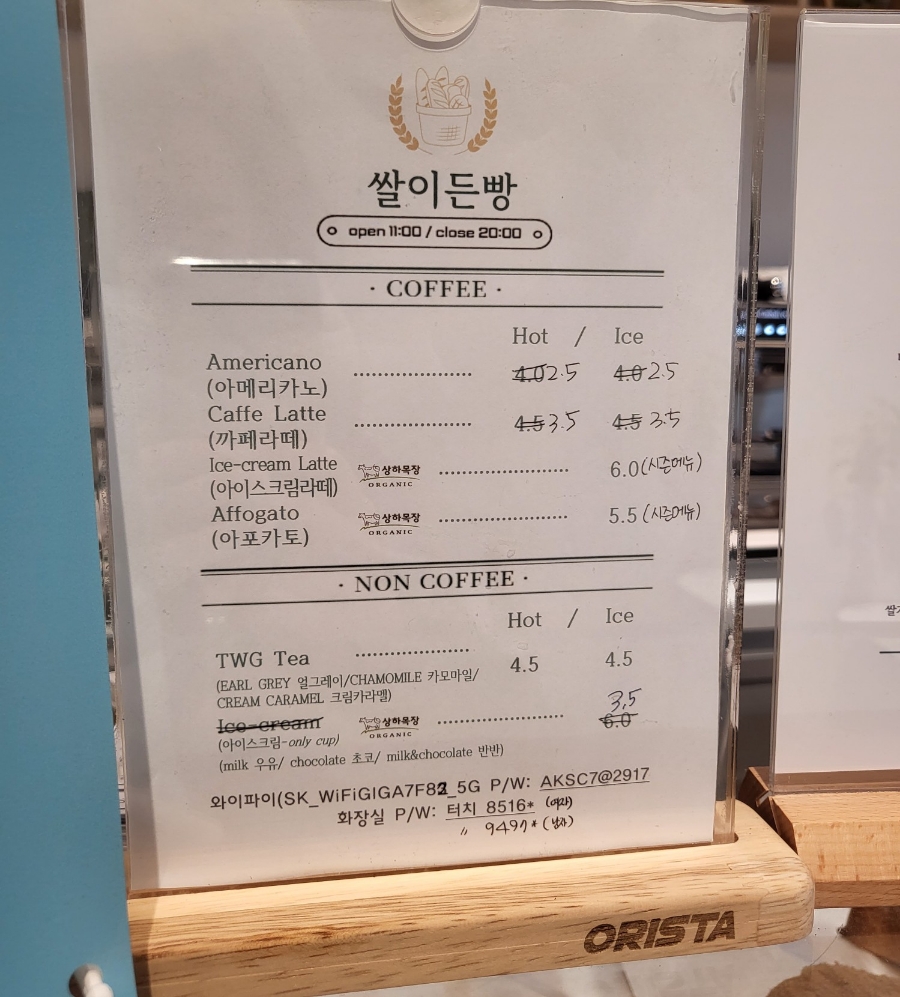 쌀이든빵
open 11:00 / close 20:00
· COFFEE ·
Hot / Ice
Americano ............... 4.0 2.5 4.0 2.5
(아메리카노)
Caffe Latte ............... 4.5 3.5 4.5 3.5
(까페라떼)
Ice-cream Latte 상하목장 ORGANIC ............... 6.0 (시즌메뉴)
(아이스크림라떼)
Affogato 상하목장 ORGANIC ............... 5.5 (시즌메뉴)
(아포카토)
· NON COFFEE ·
Hot / Ice
TWG Tea ............... 4.5 4.5
(EARL GREY 얼그레이/CHAMOMILE 카모마일/
CREAM CARAMEL 크림카라멜)
3.5
Ice-cream 상하목장 ORGANIC ............... 6.0
(아이스크림-only cup)
(milk 우유/ chocolate 초코/ milk&chocolate 반반)
와이파이(SK_WiFiGIGA7F82_5G P/W: AKSC7@2917
화장실 P/W: 터치 8516* (여자)
〃 9497* (남자)
ORISTA